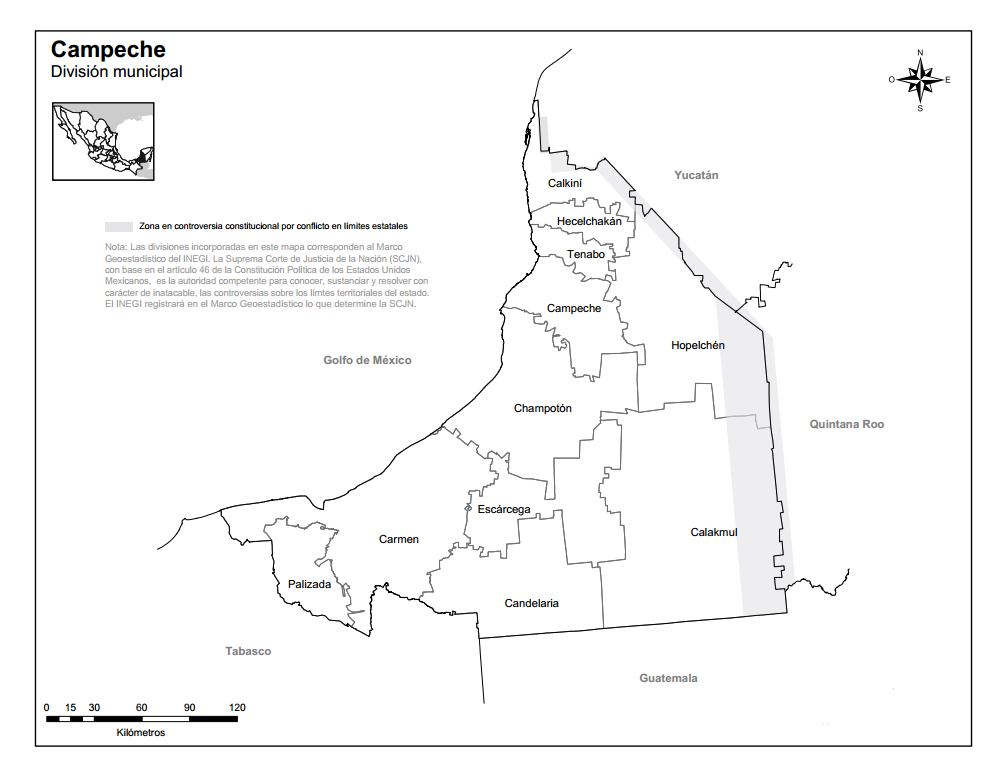 Campeche
División municipal
N
O
E
S
Yucatán
Calkiní
Hecelchakán
Zona en controversia constitucional por conflicto en límites estatales
Nota: Las divisiones incorporadas en este mapa corresponden al Marco
Geoestadístico del INEGI. La Suprema Corte de Justicia de la Nación (SCJN),
con base en el artículo 46 de la Constitución Política de los Estados Unidos
Mexicanos, es la autoridad competente para conocer, sustanciar y resolver con
carácter de inatacable, las controversias sobre los límtes territoriales del estado.
El INEGI registrará en el Marco Geoestadístico lo que determine la SCJN.
Tenabo
Campeche
Hopelchén
Golfo de México
Champotón
Quintana Roo
Escárcega
Calakmul
Carmen
Palizada
Candelaria
Tabasco
Guatemala
0 15 30 60 90 120
Kilómetros